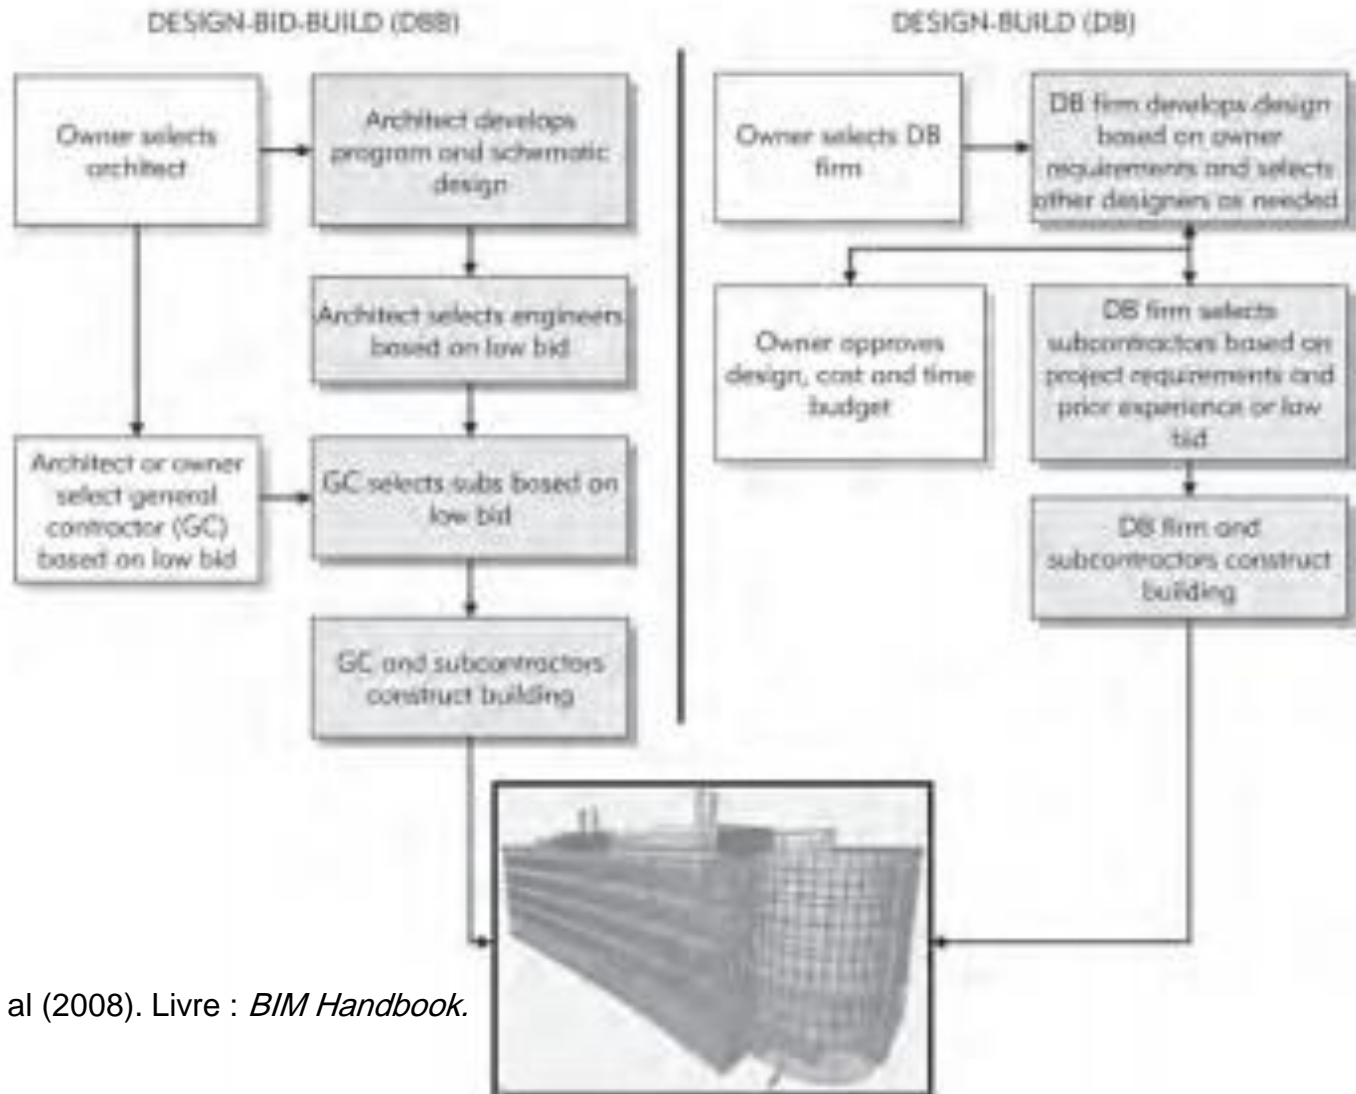 DESIGN-BID-BUILD (DBB)
Owner selects
architect
Architect develops
program and schematic
design
Architect selects engineers
based on low bid
Architect or owner
select general
contractor (GC)
based on low bid
GC selects subs based on
low bid
GC and subcontractors
construct building
DESIGN-BUILD (DB)
Owner selects DB
firm
DB firm develops design
based on owner
requirements and selects
other designers as needed
Owner approves
design, cost and time
budget
DB firm selects
subcontractors based on
project requirements and
prior experience or low
bid
DB firm and
subcontractors construct
building
al (2008). Livre : BIM Handbook.